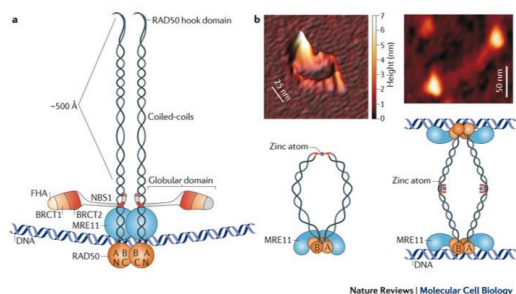 a
RAD50 hook domain
~500 Å
Coiled-coils
Globular domain
FHA
NBS1
BRCT1
BRCT2
MRE11
DNA
RAD50
A B B A
N C C N
b
25 nm
7
6
5
4
3
2
1
0
Height (nm)
50 nm
Zinc atom
MRE11
B A
Zinc atom
MRE11
B A
DNA
Nature Reviews | Molecular Cell Biology